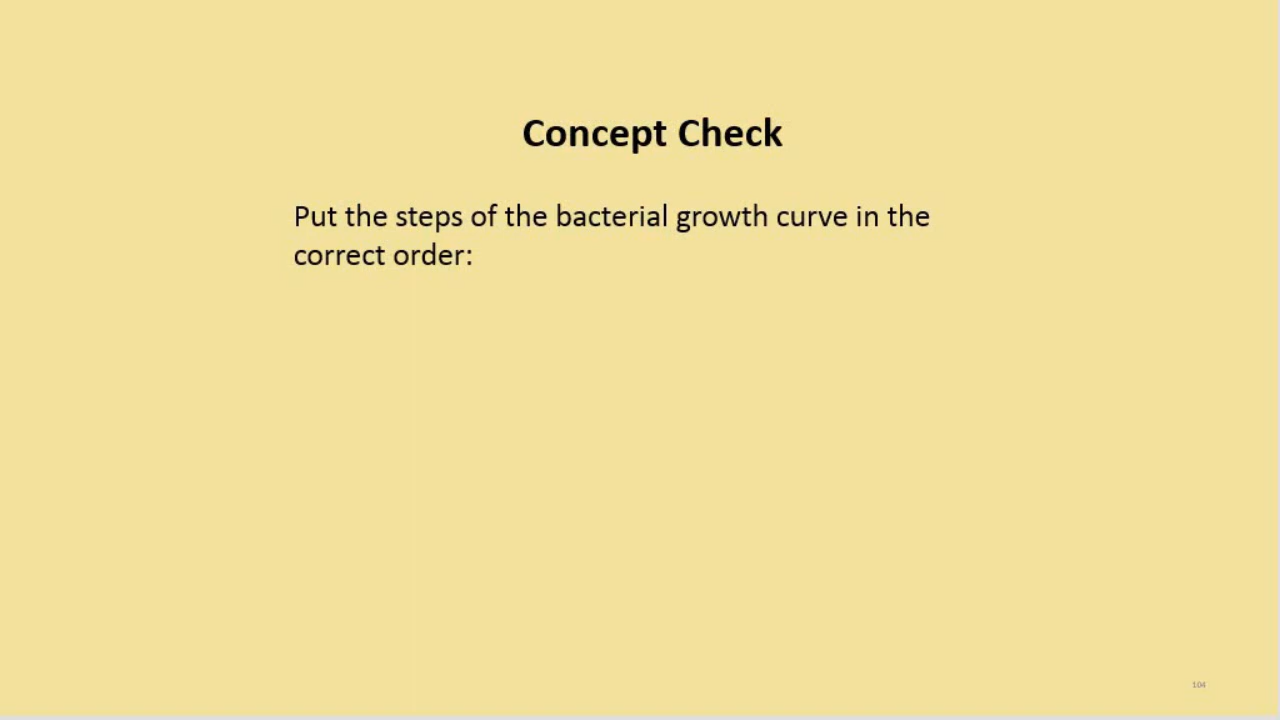 Concept Check
Put the steps of the bacterial growth curve in the
correct order:
104